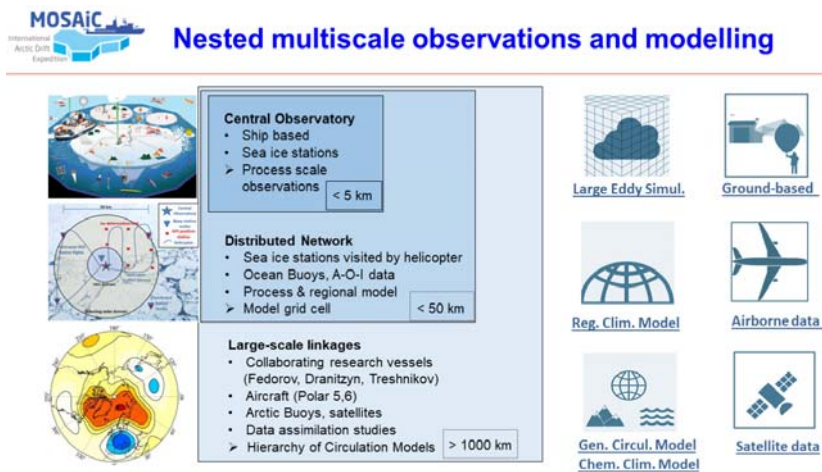 MOSAiC
International
Arctic Drift
Expedition
Nested multiscale observations and modelling
Central Observatory
• Ship based
• Sea ice stations
➢ Process scale
observations
< 5 km
Distributed Network
• Sea ice stations visited by helicopter
• Ocean Buoys, A-O-I data
• Process & regional model
➢ Model grid cell
< 50 km
Large-scale linkages
• Collaborating research vessels
(Fedorov, Dranitzyn, Treshnikov)
• Aircraft (Polar 5,6)
• Arctic Buoys, satellites
• Data assimilation studies
➢ Hierarchy of Circulation Models
> 1000 km
Large Eddy Simul.
Ground-based
Reg. Clim. Model
Airborne data
Gen. Circul. Model
Chem. Clim. Model
Satellite data